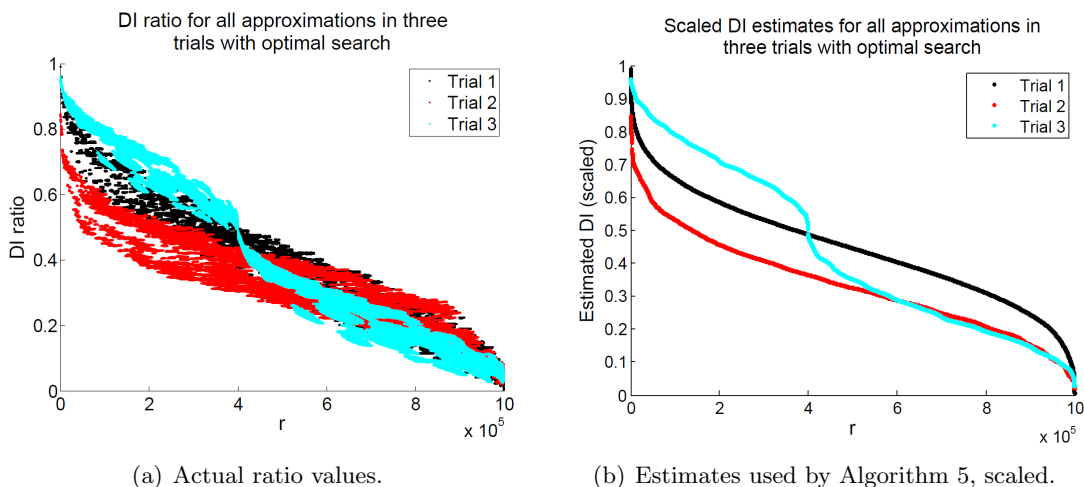 DI ratio for all approximations in three
trials with optimal search
1
0.8
0.6
0.4
0.2
0
DI ratio
0
2
4
6
8
10
x 10^5
r
Trial 1
Trial 2
Trial 3
(a) Actual ratio values.
Scaled DI estimates for all approximations in
three trials with optimal search
1
0.9
0.8
0.7
0.6
0.5
0.4
0.3
0.2
0.1
0
Estimated DI (scaled)
0
2
4
6
8
10
x 10^5
r
Trial 1
Trial 2
Trial 3
(b) Estimates used by Algorithm 5, scaled.